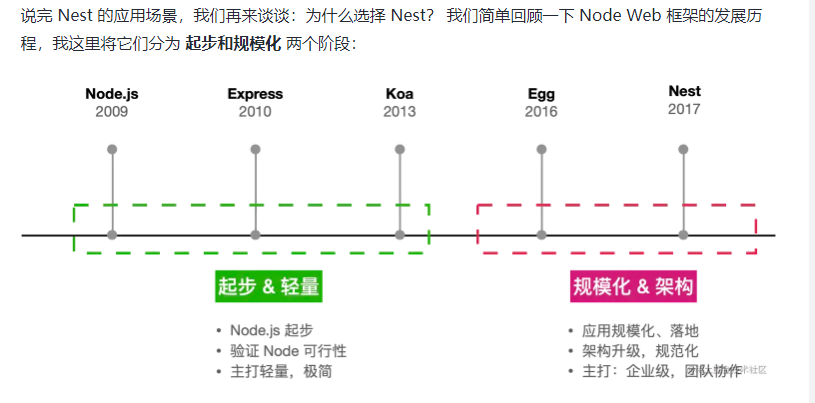 说完 Nest 的应用场景，我们再来谈谈：为什么选择 Nest？ 我们简单回顾一下 Node Web 框架的发展历
程，我这里将它们分为 起步和规模化 两个阶段：
Node.js Express Koa Egg Nest
2009 2010 2013 2016 2017
起步 & 轻量 规模化 & 架构
• Node.js 起步 • 应用规模化、落地
• 验证 Node 可行性 • 架构升级，规范化
• 主打轻量，极简 • 主打：企业级，团队协作